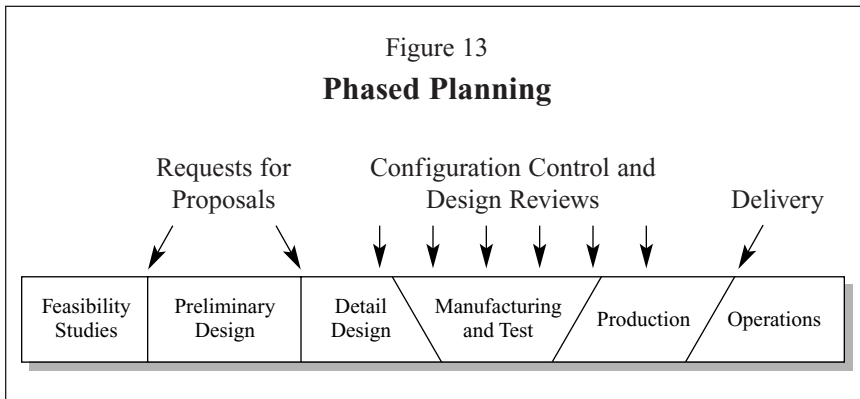 Figure 13
Phased Planning
Requests for
Proposals
Configuration Control and
Design Reviews
Delivery
Feasibility
Studies
Preliminary
Design
Detail
Design
Manufacturing
and Test
Production
Operations